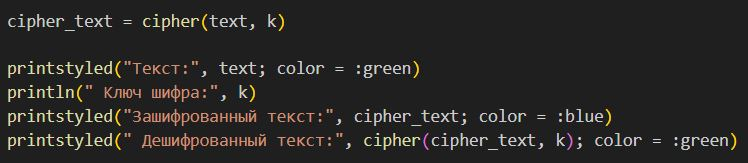 cipher_text = cipher(text, k)
printstyled("Текст:", text; color = :green)
println(" Ключ шифра:", k)
printstyled("Зашифрованный текст:", cipher_text; color = :blue)
printstyled(" Дешифрованный текст:", cipher(cipher_text, k); color = :green)